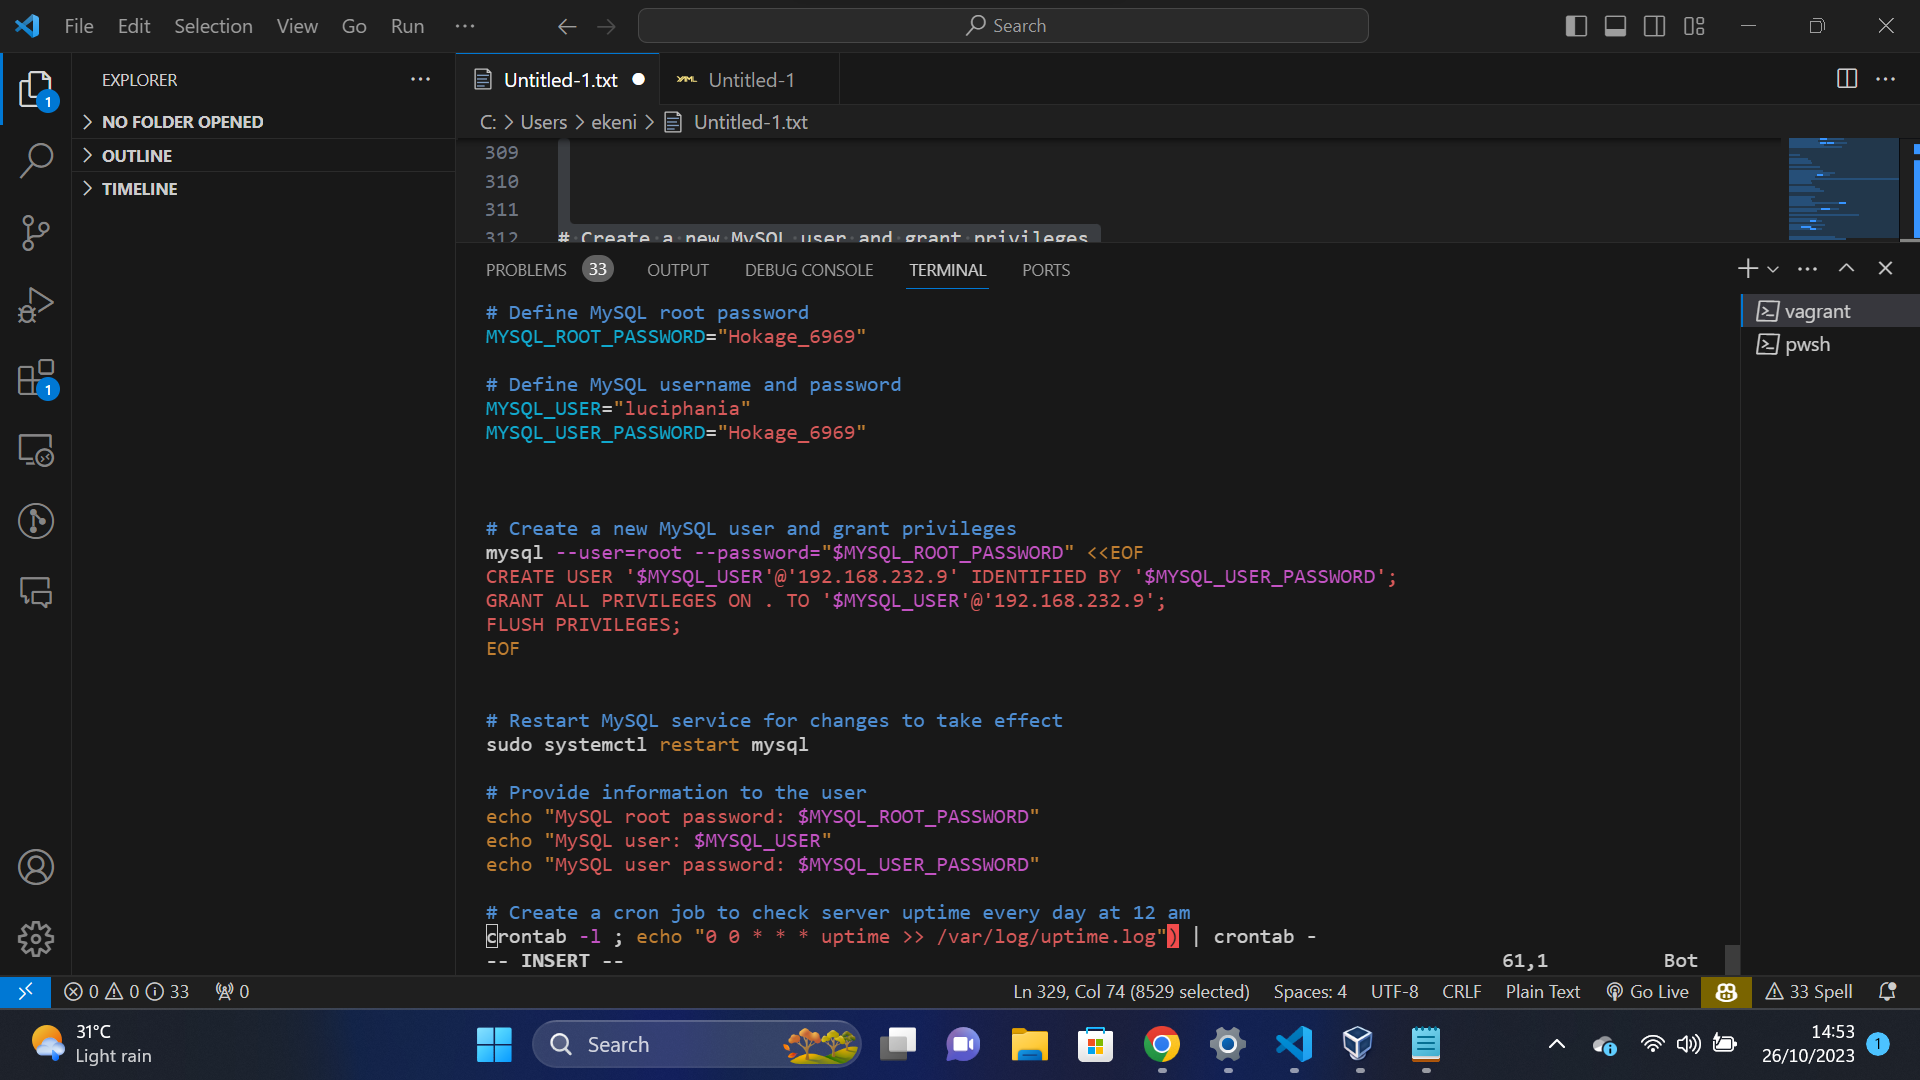 File Edit Selection View Go Run ··· Search
EXPLORER ···
NO FOLDER OPENED
OUTLINE
TIMELINE
1
1
Untitled-1.txt YAML Untitled-1
C: > Users > ekeni > Untitled-1.txt
309
310
311
312 # Create a new MySQL user and grant privileges
PROBLEMS 33 OUTPUT DEBUG CONSOLE TERMINAL PORTS
vagrant
pwsh
# Define MySQL root password
MYSQL_ROOT_PASSWORD="Hokage_6969"
# Define MySQL username and password
MYSQL_USER="luciphania"
MYSQL_USER_PASSWORD="Hokage_6969"
# Create a new MySQL user and grant privileges
mysql --user=root --password="$MYSQL_ROOT_PASSWORD" <<EOF
CREATE USER '$MYSQL_USER'@'192.168.232.9' IDENTIFIED BY '$MYSQL_USER_PASSWORD';
GRANT ALL PRIVILEGES ON . TO '$MYSQL_USER'@'192.168.232.9';
FLUSH PRIVILEGES;
EOF
# Restart MySQL service for changes to take effect
sudo systemctl restart mysql
# Provide information to the user
echo "MySQL root password: $MYSQL_ROOT_PASSWORD"
echo "MySQL user: $MYSQL_USER"
echo "MySQL user password: $MYSQL_USER_PASSWORD"
# Create a cron job to check server uptime every day at 12 am
crontab -l ; echo "0 0 * * * uptime >> /var/log/uptime.log") | crontab -
-- INSERT -- 61,1 Bot
0 0 33 0 Ln 329, Col 74 (8529 selected) Spaces: 4 UTF-8 CRLF Plain Text Go Live 33 Spell
31°C
Light rain
Search
14:53
26/10/2023
1